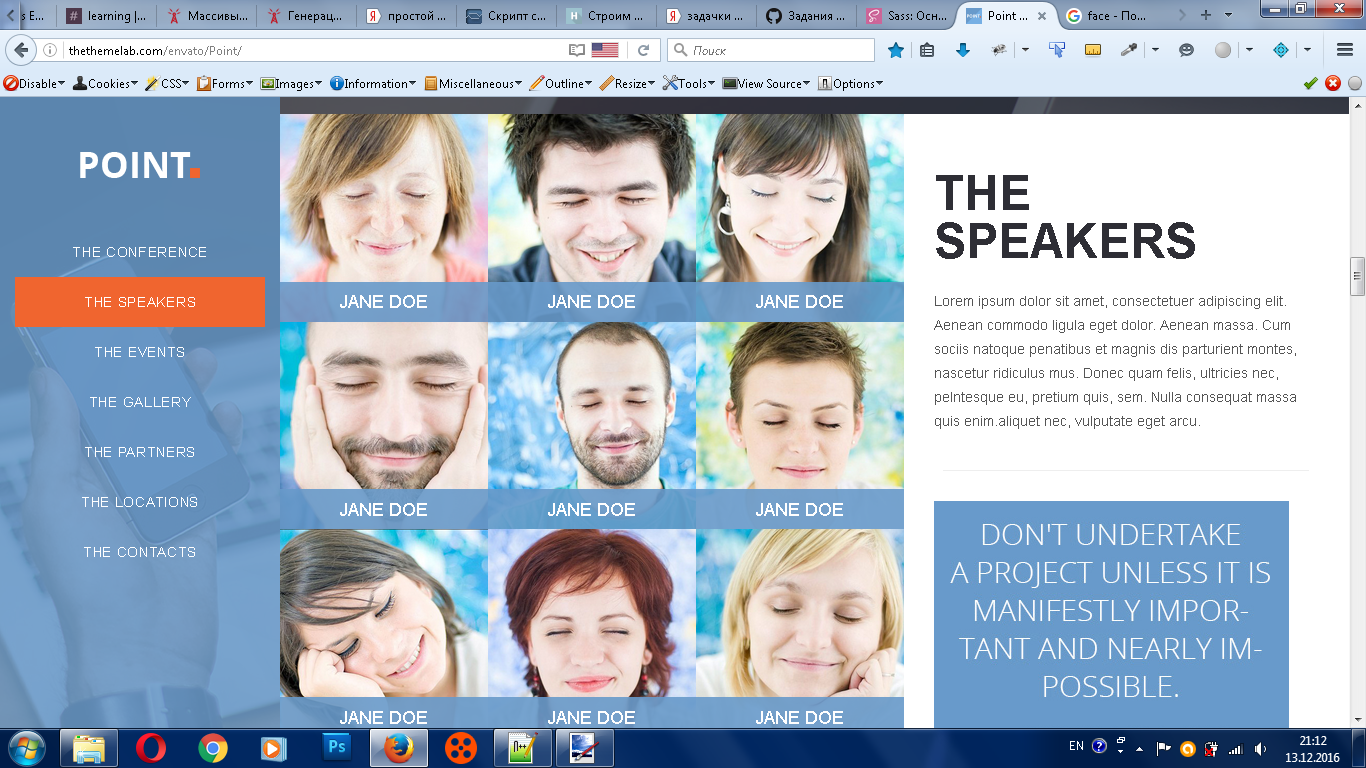 s E...
learning |...
Массивы...
Генерац...
простой ...
Скрипт с...
Строим ...
задачки ...
Задания ...
Sass: Осн...
Point ...
face - По...
thethemelab.com/envato/Point/
Поиск
Disable
Cookies
CSS
Forms
Images
Information
Miscellaneous
Outline
Resize
Tools
View Source
Options
POINT.
THE CONFERENCE
THE SPEAKERS
THE EVENTS
THE GALLERY
THE PARTNERS
THE LOCATIONS
THE CONTACTS
JANE DOE
JANE DOE
JANE DOE
JANE DOE
JANE DOE
JANE DOE
JANE DOE
JANE DOE
JANE DOE
THE
SPEAKERS
Lorem ipsum dolor sit amet, consectetuer adipiscing elit.
Aenean commodo ligula eget dolor. Aenean massa. Cum
sociis natoque penatibus et magnis dis parturient montes,
nascetur ridiculus mus. Donec quam felis, ultricies nec,
pelntesque eu, pretium quis, sem. Nulla consequat massa
quis enim.aliquet nec, vulputate eget arcu.
DON'T UNDERTAKE
A PROJECT UNLESS IT IS
MANIFESTLY IMPOR-
TANT AND NEARLY IM-
POSSIBLE.
Ps
EN
21:12
13.12.2016